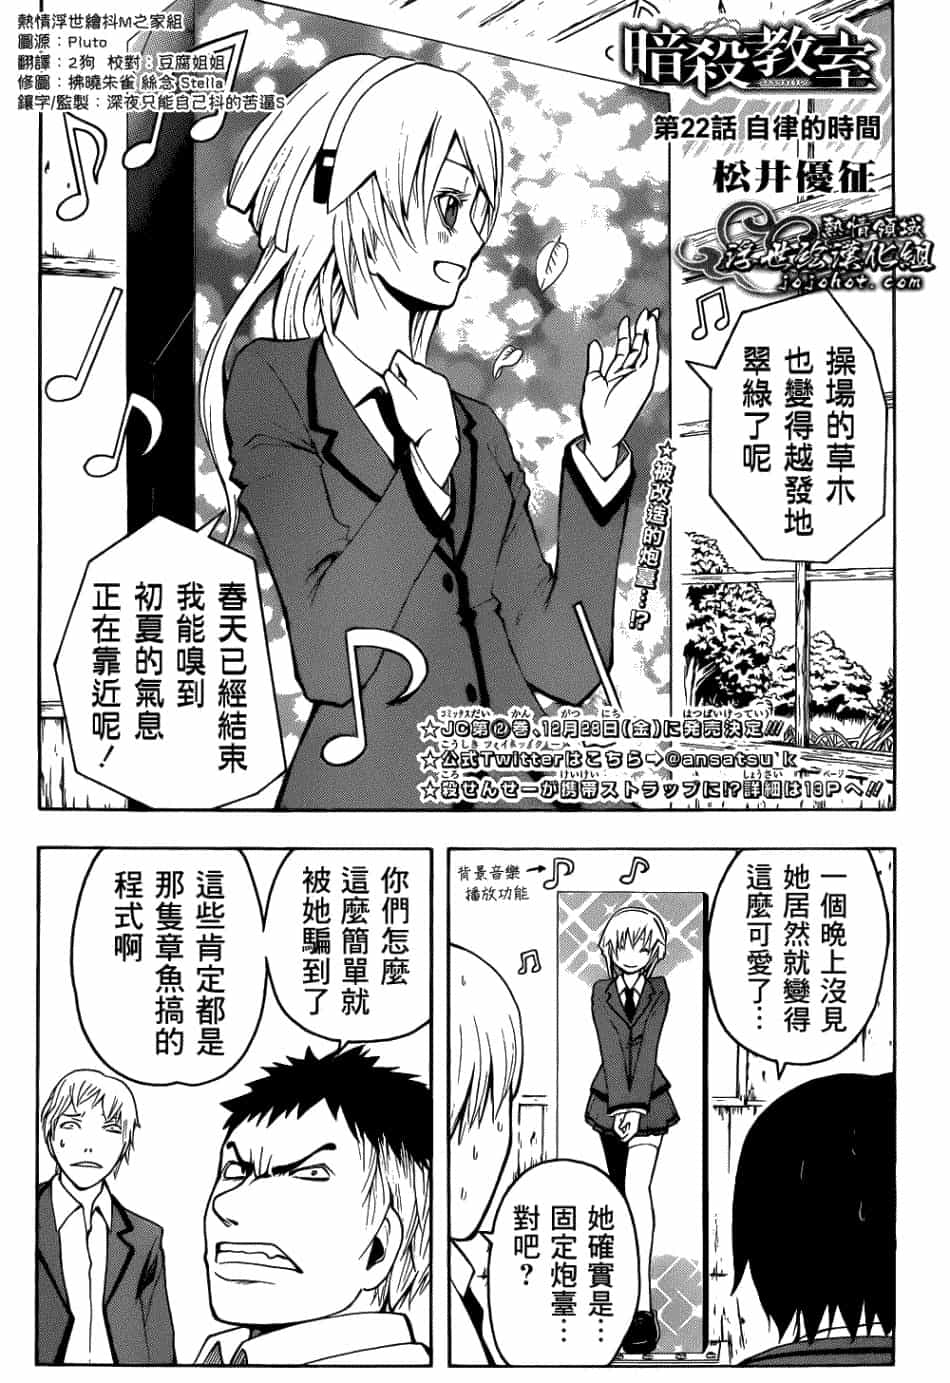 熱情浮世繪抖M之家組
圖源：Pluto
翻譯：2狗 校對：豆腐姐姐
修圖：拂曉朱雀 絲念 Stella
鑲字/監製：深夜只能自己抖的苦逼S
暗殺教室
第22話 自律的時間
松井優征
熱情領域
浮世绘漢化組
jojohot.com
操場的草木
也變得越發地
翠綠了呢
☆被改造的炮臺…!?
春天已經結束
我能嗅到
初夏的氣息
正在靠近呢！
☆JC第②巻、12月28日(金)に発売決定!!!
☆公式Twitterはこちら→@ansatsu_k
☆殺せんせーが携帯ストラップに!?詳細は13Pへ!!
一個晚上沒見
她居然就變得
這麼可愛了…
背景音樂→
播放功能
她確實是…
固定炮臺…
對吧？
你們怎麼
這麼簡單就
被她騙到了
這些肯定都是
那隻章魚搞的
程式啊